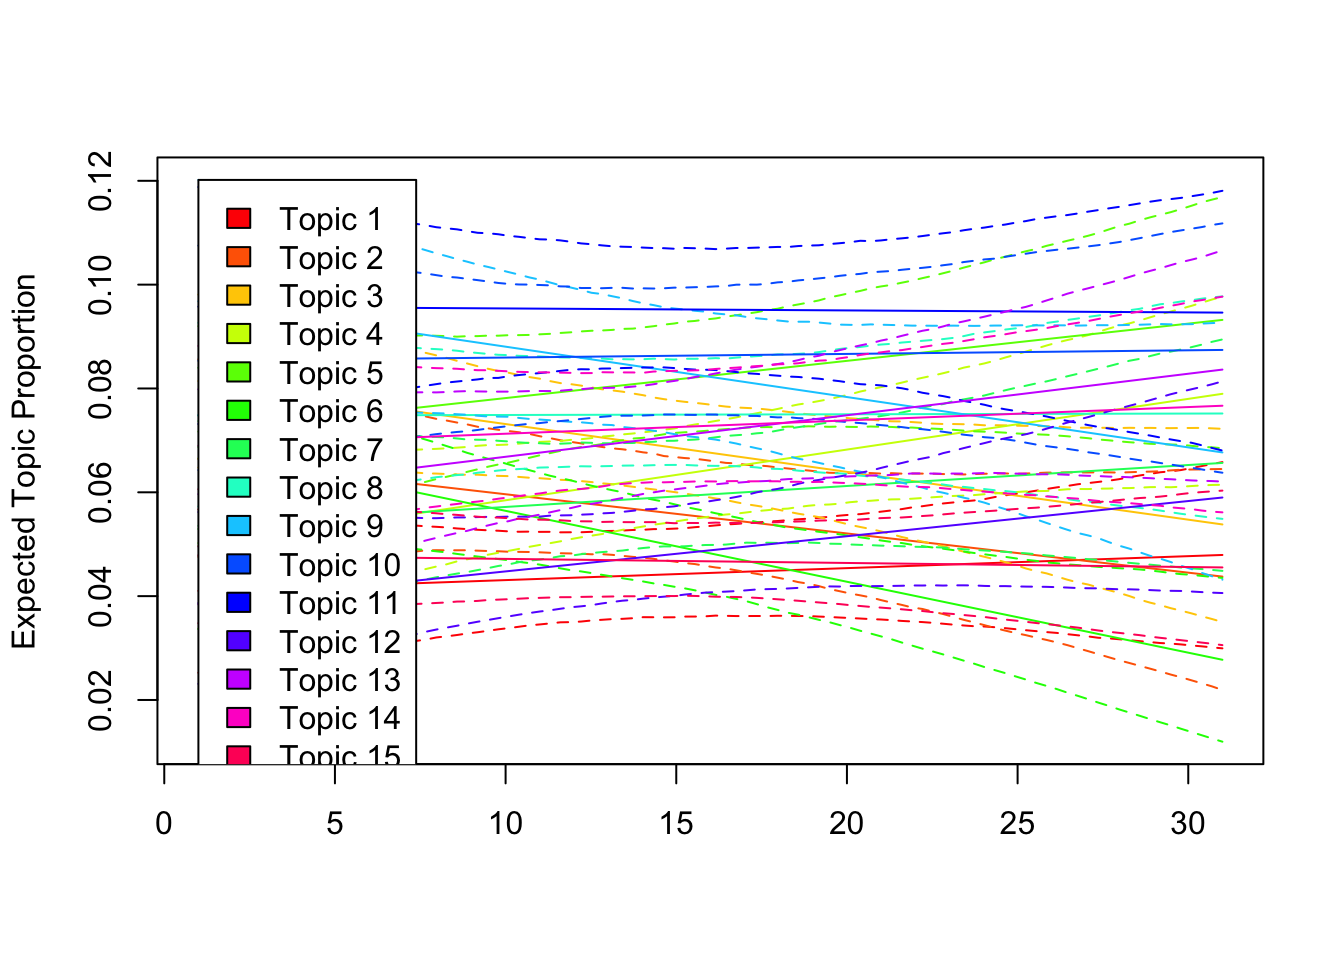 Expected Topic Proportion
0.12
0.10
0.08
0.06
0.04
0.02
Topic 1
Topic 2
Topic 3
Topic 4
Topic 5
Topic 6
Topic 7
Topic 8
Topic 9
Topic 10
Topic 11
Topic 12
Topic 13
Topic 14
Topic 15
0 5 10 15 20 25 30